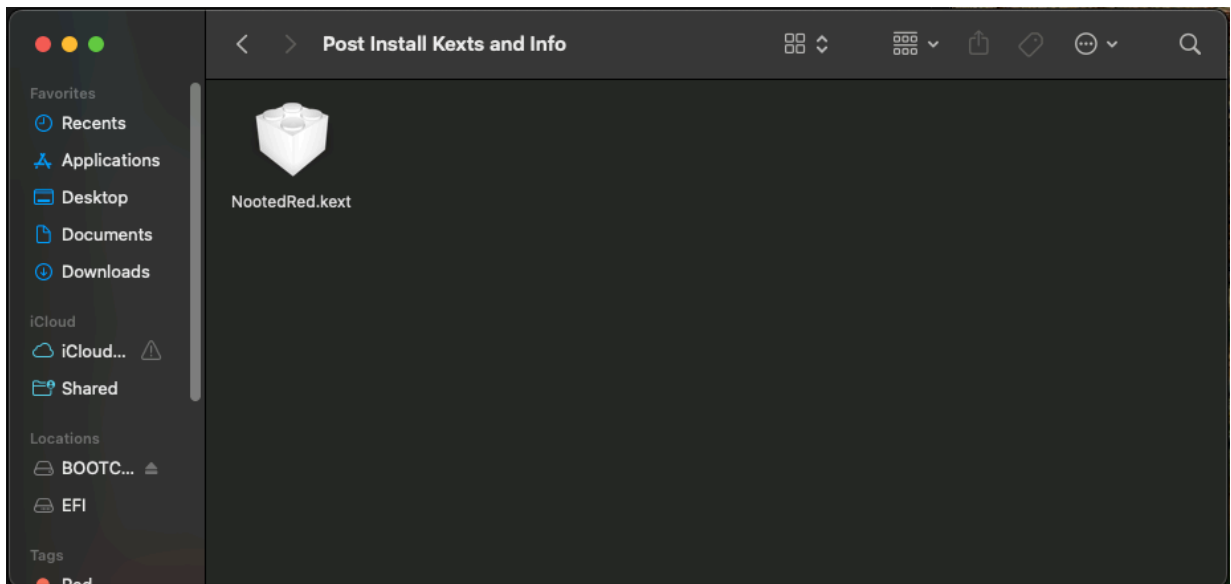 Post Install Kexts and Info
Favorites
Recents
Applications
Desktop
Documents
Downloads
iCloud
iCloud...
Shared
Locations
BOOTC...
EFI
Tags
Red
NootedRed.kext